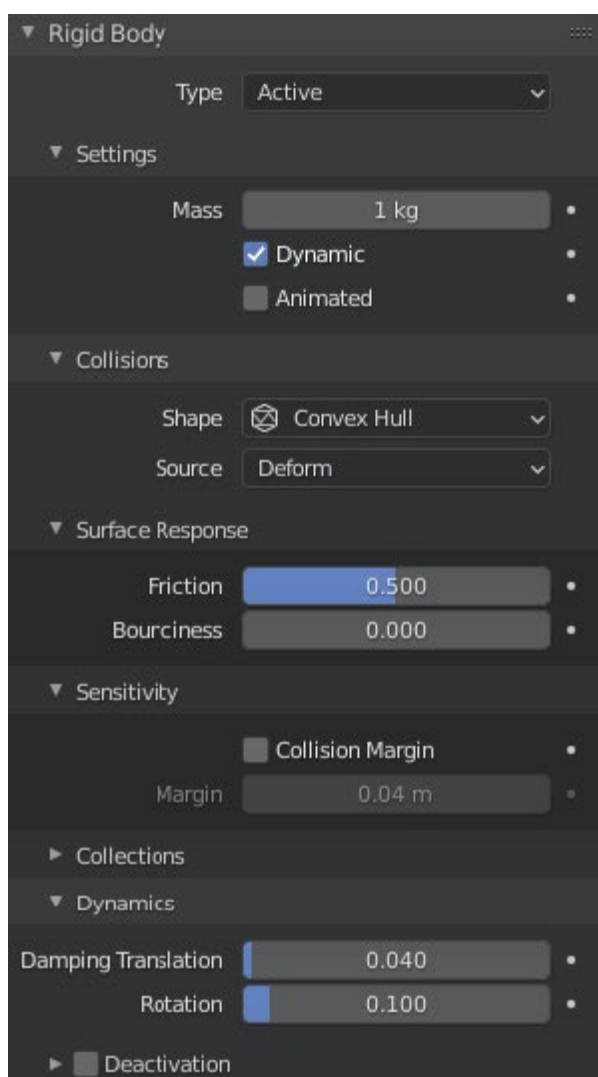 Rigid Body
Type Active
Settings
Mass 1 kg
Dynamic
Animated
Collisions
Shape Convex Hull
Source Deform
Surface Response
Friction 0.500
Bourciness 0.000
Sensitivity
Collision Margin
Margin 0.04 m
Collections
Dynamics
Damping Translation 0.040
Rotation 0.100
Deactivation